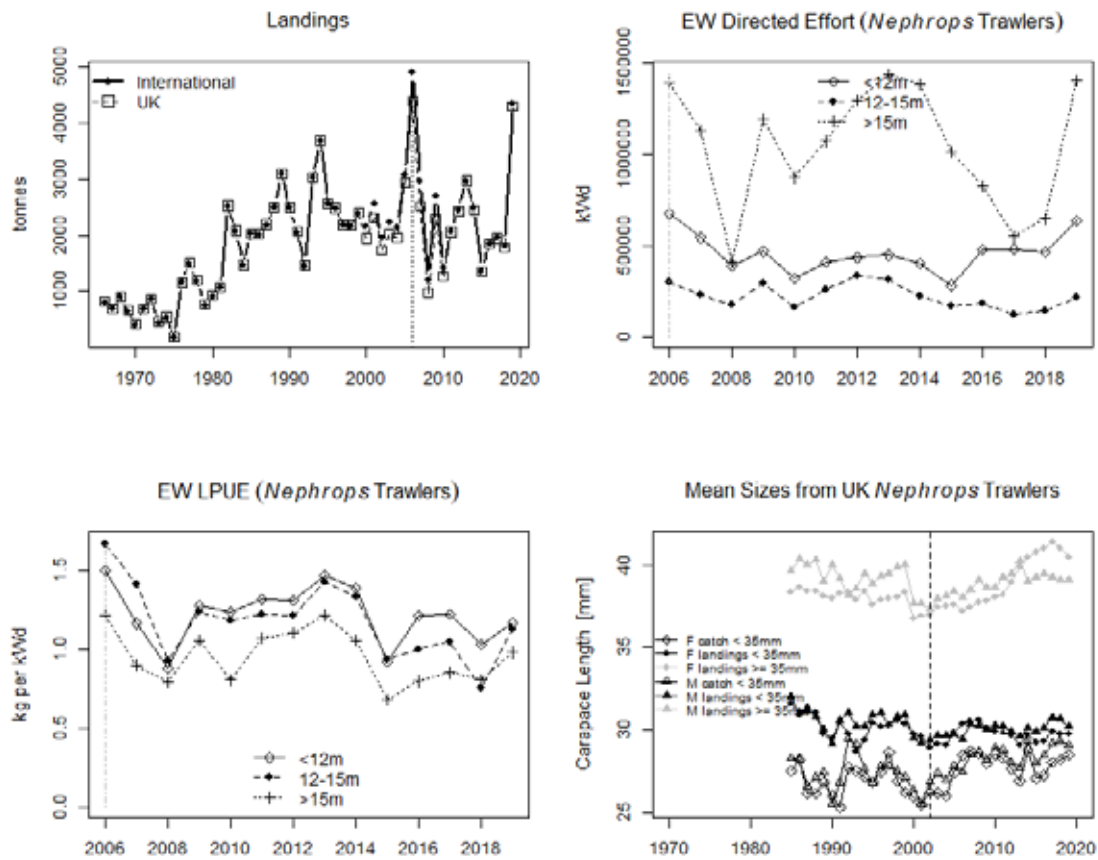 Landings
tonnes
5000
4000
3000
2000
1000
International
UK
1970 1980 1990 2000 2010 2020
EW Directed Effort (Nephrops Trawlers)
kWd
1500000
1000000
500000
0
<12m
12-15m
>15m
2006 2008 2010 2012 2014 2016 2018
EW LPUE (Nephrops Trawlers)
kg per kWd
1.5
1.0
0.5
0.0
<12m
12-15m
>15m
2006 2008 2010 2012 2014 2016 2018
Mean Sizes from UK Nephrops Trawlers
Carapace Length [mm]
40
35
30
25
F catch < 35mm
F landings < 35mm
F landings >= 35mm
M catch < 35mm
M landings < 35mm
M landings >= 35mm
1970 1980 1990 2000 2010 2020